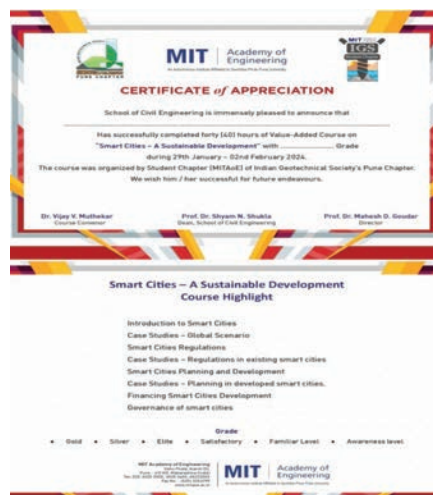 PUNE CHAPTER
MIT Academy of Engineering
MIT
IGS
CERTIFICATE of APPRECIATION
School of Civil Engineering is immensely pleased to announce that
Has successfully completed forty (40) hours of Value-Added Course on
"Smart Cities – A Sustainable Development" with .................... Grade
during 29th January – 02nd February 2024.
The course was organized by Student Chapter (MITAoE) of Indian Geotechnical Society's Pune Chapter.
We wish him / her successful for future endeavours.
Dr. Vijay V. Muthekar
Course Convenor
Prof. Dr. Shyam N. Shukla
Dean, School of Civil Engineering
Prof. Dr. Mahesh D. Goudar
Director
Smart Cities – A Sustainable Development
Course Highlight
Introduction to Smart Cities
Case Studies – Global Scenario
Smart Cities Regulations
Case Studies – Regulations in existing smart cities
Smart Cities Planning and Development
Case Studies – Planning in developed smart cities.
Financing Smart Cities Development
Governance of smart cities
Grade
• Gold • Silver • Elite • Satisfactory • Familiar Level • Awareness level
MIT Academy of Engineering
MIT Academy of Engineering